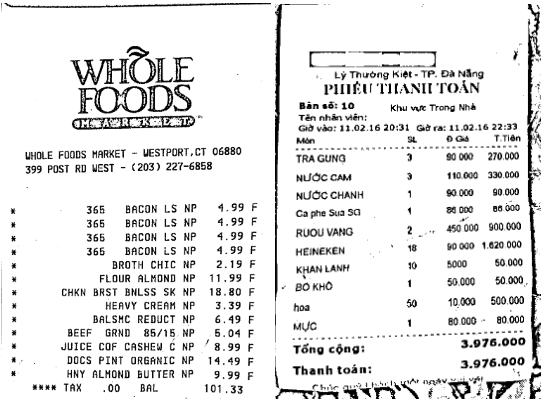 WHOLE
FOODS
MARKET
WHOLE FOODS MARKET - WESTPORT,CT 06880
399 POST RD WEST - (203) 227-6858
* 365 BACON LS NP 4.99 F
* 365 BACON LS NP 4.99 F
* 365 BACON LS NP 4.99 F
* 365 BACON LS NP 4.99 F
* BROTH CHIC NP 2.19 F
* FLOUR ALMOND NP 11.99 F
* CHKN BRST BNLSS SK NP 18.80 F
* HEAVY CREAM NP 3.39 F
* BALSMC REDUCT NP 6.49 F
* BEEF GRND 85/15 NP 5.04 F
* JUICE COF CASHEW C NP 8.99 F
* DOCS PINT ORGANIC NP 14.49 F
* HNY ALMOND BUTTER NP 9.99 F
**** TAX .00 BAL 101.33
Lý Thường Kiệt - TP. Đà Nẵng
PHIẾU THANH TOÁN
Bàn số: 10 Khu vực Trong Nhà
Tên nhân viên:
Giờ vào: 11.02.16 20:31 Giờ ra: 11.02.16 22:33
Món SL Đ Giá T.Tiền
TRA GUNG 3 90.000 270.000
NƯỚC CAM 3 110.000 330.000
NƯỚC CHANH 1 90.000 90.000
Ca phe Sua SG 1 86.000 86.000
RUOU VANG 2 450.000 900.000
HEINEKEN 18 90.000 1.620.000
KHAN LANH 10 5000 50.000
BÒ KHÔ 1 50.000 50.000
hoa 50 10.000 500.000
MỰC 1 80.000 80.000
Tổng cộng: 3.976.000
Thanh toán: 3.976.000